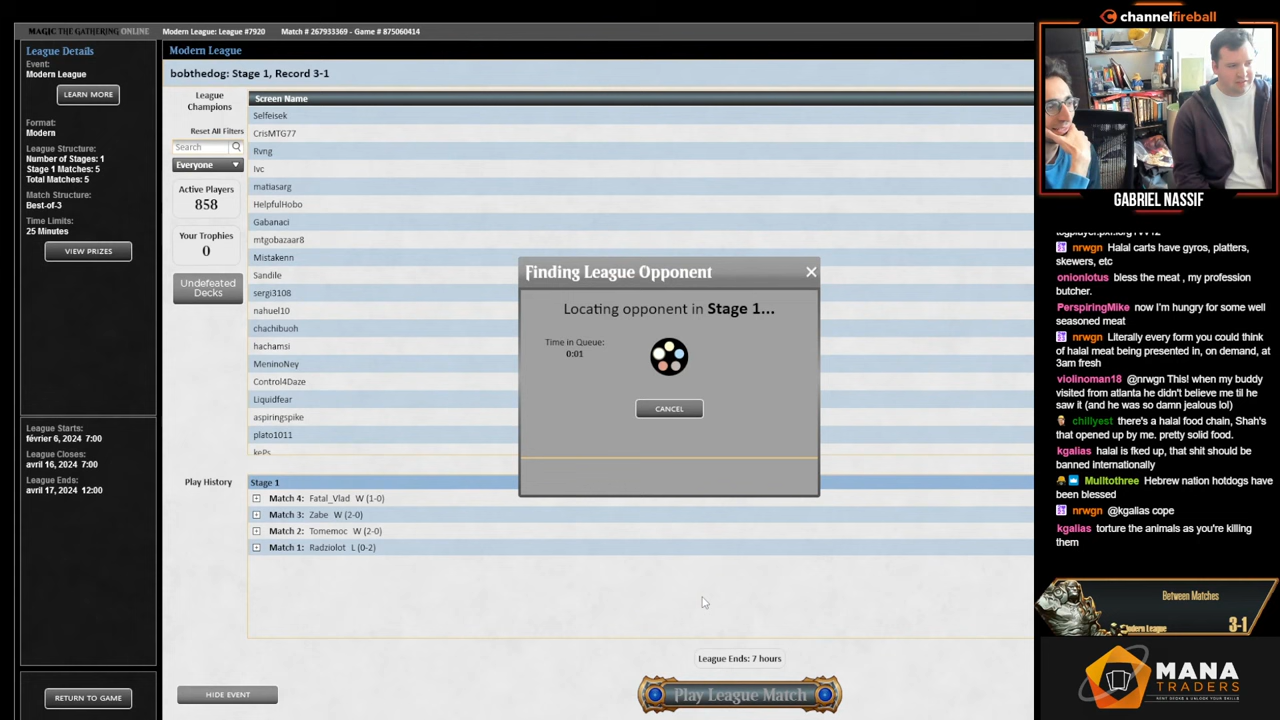 MAGIC THE GATHERING ONLINE
Modern League: League #7920
Match # 267933369 - Game # 875060414
League Details
Event:
Modern League
LEARN MORE
Format:
Modern
League Structure:
Number of Stages: 1
Stage 1 Matches: 5
Total Matches: 5
Match Structure:
Best-of-3
Time Limits:
25 Minutes
VIEW PRIZES
League Starts:
février 6, 2024 7:00
League Closes:
avril 16, 2024 7:00
League Ends:
avril 17, 2024 12:00
RETURN TO GAME
Modern League
bobthedog: Stage 1, Record 3-1
League
Champions
Reset All Filters
Search
Everyone
Active Players
858
Your Trophies
0
Undefeated
Decks
Screen Name
Selfeisek
CrisMTG77
Rvng
lvc
matiasarg
HelpfulHobo
Gabanaci
mtgobazaar8
Mistakenn
Sandile
sergi3108
nahuel10
chachibuoh
hachamsi
MeninoNey
Control4Daze
Liquidfear
aspiringspike
plato1011
kePs
Finding League Opponent
Locating opponent in Stage 1...
Time in Queue:
0:01
CANCEL
Play History
Stage 1
Match 4: Fatal_Vlad W (1-0)
Match 3: Zabe W (2-0)
Match 2: Tomemoc W (2-0)
Match 1: Radziolot L (0-2)
League Ends: 7 hours
HIDE EVENT
Play League Match
channelfireball
GABRIEL NASSIF
nrwgn Halal carts have gyros, platters,
skewers, etc
onionlotus bless the meat , my profession
butcher.
PerspiringMike now I'm hungry for some well
seasoned meat
nrwgn Literally every form you could think
of halal meat being presented in, on demand, at
3am fresh
violinoman18 @nrwgn This! when my buddy
visited from atlanta he didn't believe me til he
saw it (and he was so damn jealous lol)
chillyest there's a halal food chain, Shah's
that opened up by me. pretty solid food.
kgalias halal is fked up, that shit should be
banned internationally
Mulltothree Hebrew nation hotdogs have
been blessed
nrwgn @kgalias cope
kgalias torture the animals as you're killing
them
Between Matches
Modern League
3-1
MANA
TRADERS
RENT DECKS & UNLOCK YOUR SKILLS